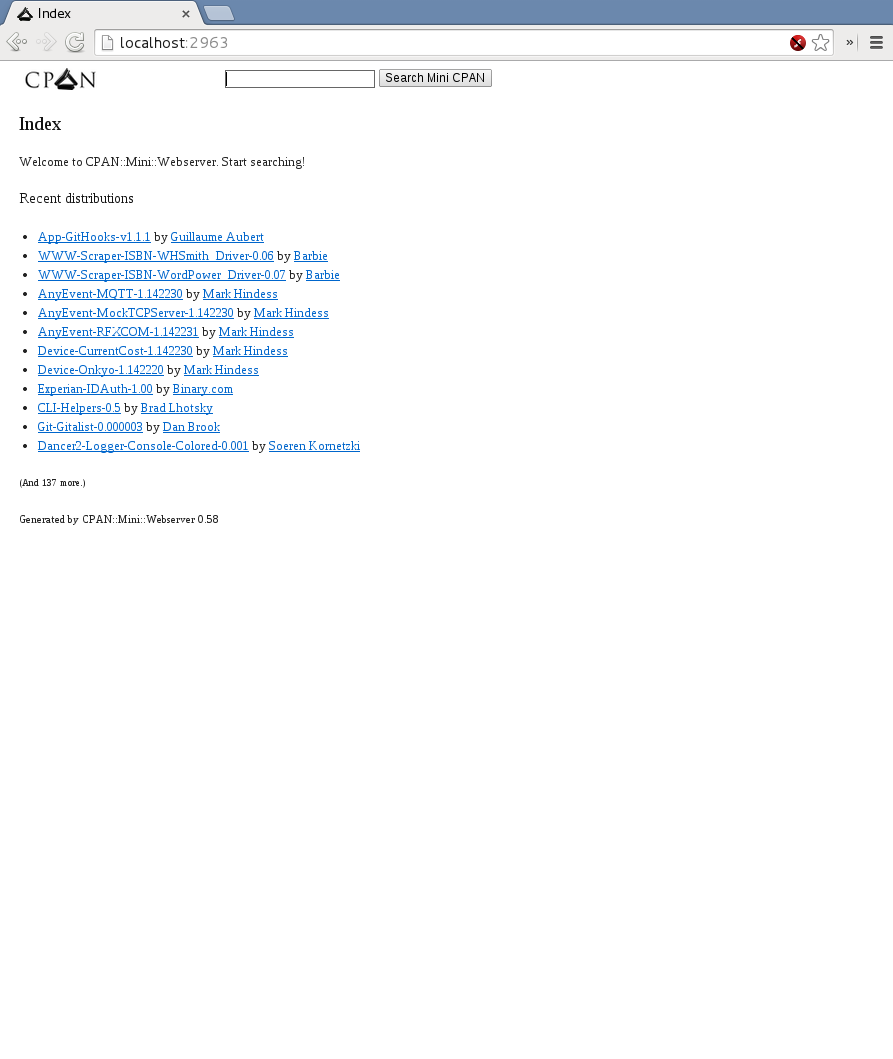 Index
localhost:2963
CPAN
Search Mini CPAN
Index
Welcome to CPAN::Mini::Webserver. Start searching!
Recent distributions
App-GitHooks-v1.1.1 by Guillaume Aubert
WWW-Scraper-ISBN-WHSmith_Driver-0.06 by Barbie
WWW-Scraper-ISBN-WordPower_Driver-0.07 by Barbie
AnyEvent-MQTT-1.142230 by Mark Hindess
AnyEvent-MockTCPServer-1.142230 by Mark Hindess
AnyEvent-RFXCOM-1.142231 by Mark Hindess
Device-CurrentCost-1.142230 by Mark Hindess
Device-Onkyo-1.142220 by Mark Hindess
Experian-IDAuth-1.00 by Binary.com
CLI-Helpers-0.5 by Brad Lhotsky
Git-Gitalist-0.000003 by Dan Brook
Dancer2-Logger-Console-Colored-0.001 by Soeren Kornetzki
(And 137 more.)
Generated by CPAN::Mini::Webserver 0.58